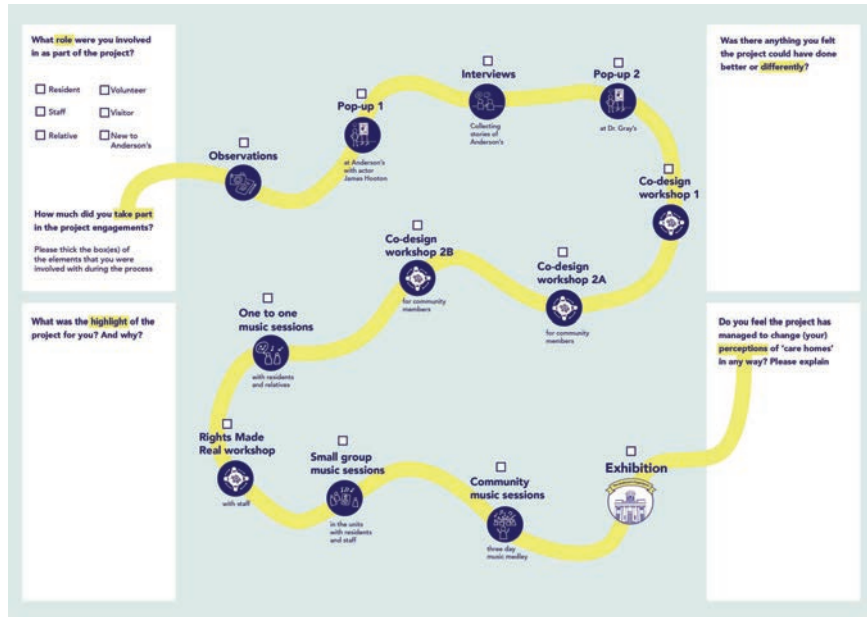 What role were you involved
in as part of the project?
Resident
Volunteer
Staff
Visitor
Relative
New to
Anderson's
How much did you take part
in the project engagements?
Please thick the box(es) of
the elements that you were
involved with during the process
Observations
Pop-up 1
at Anderson's
with actor
James Hooton
Interviews
Collecting
stories of
Anderson's
Pop-up 2
at Dr. Gray's
Co-design
workshop 1
Co-design
workshop 2A
for community
members
Co-design
workshop 2B
for community
members
One to one
music sessions
with residents
and relatives
Rights Made
Real workshop
with staff
Small group
music sessions
in the units
with residents
and staff
Community
music sessions
three day
music medley
Exhibition
Was there anything you felt
the project could have done
better or differently?
What was the highlight of the
project for you? And why?
Do you feel the project has
managed to change (your)
perceptions of 'care homes'
in any way? Please explain